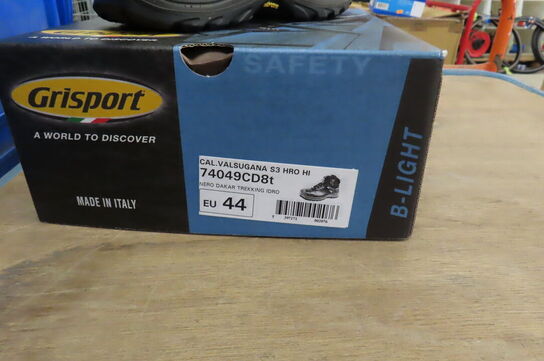 Grisport
A WORLD TO DISCOVER
MADE IN ITALY
SAFETY
CAL.VALSUGANA S3 HRO HI
74049CD8t
NERO DAKAR TREKKING IDRO
EU 44
B-LIGHT